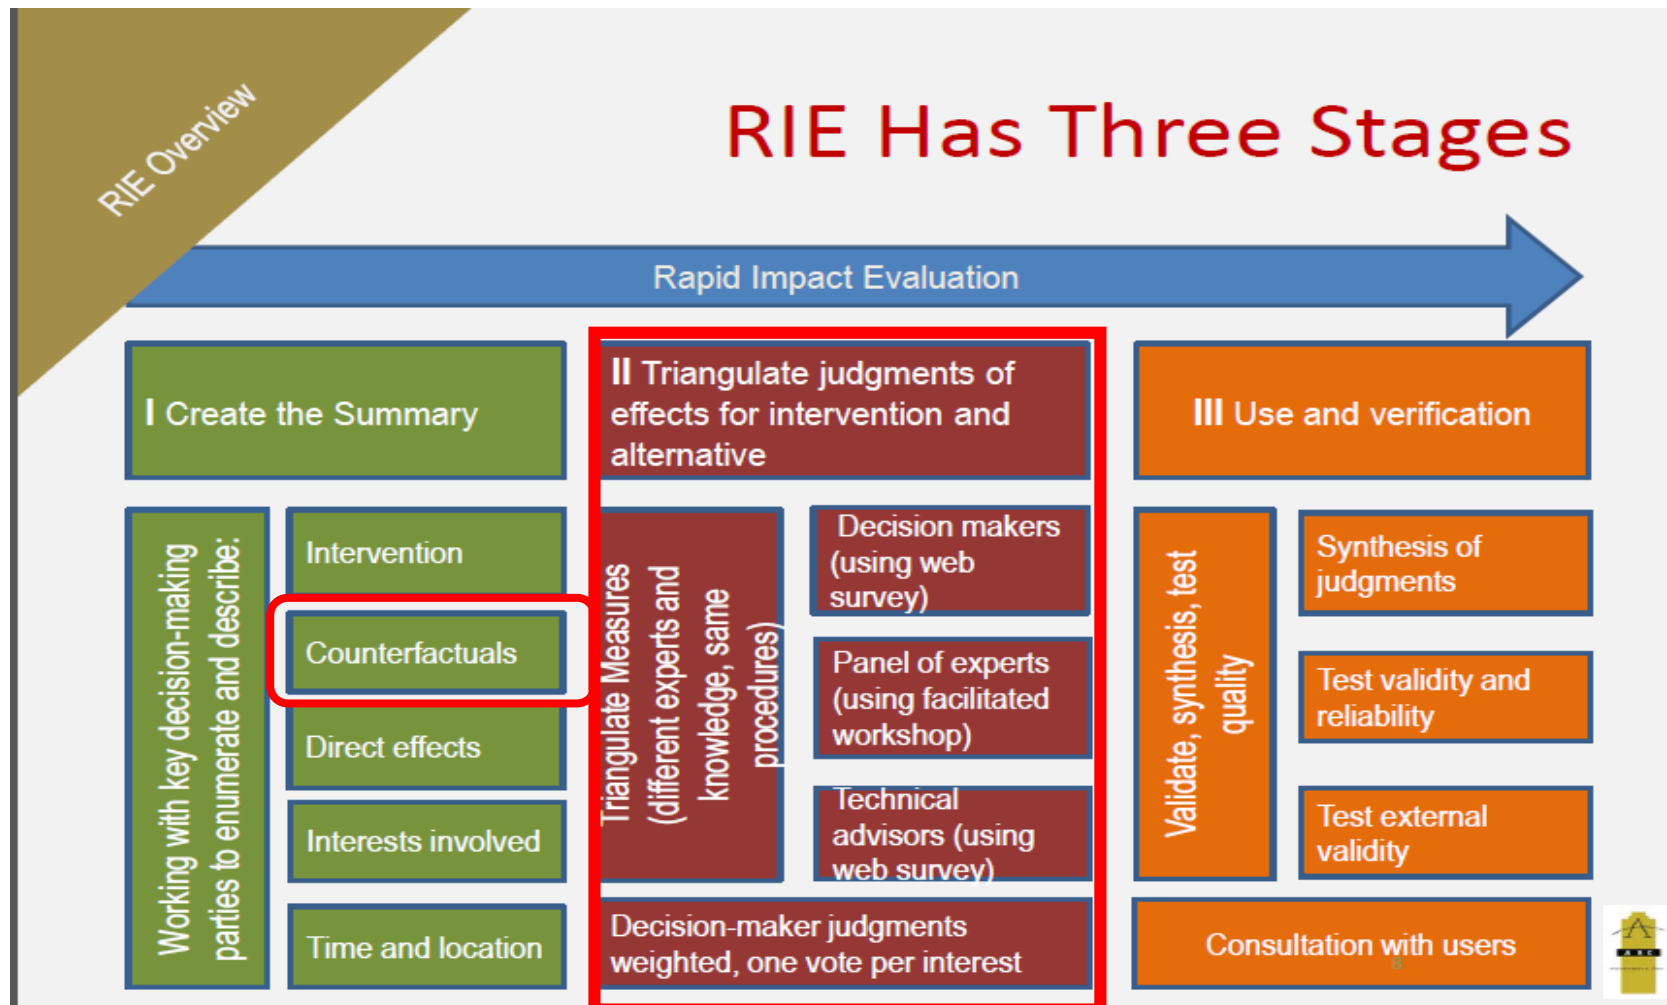 RIE Overview
RIE Has Three Stages
Rapid Impact Evaluation
I Create the Summary
Working with key decision-making
parties to enumerate and describe:
Intervention
Counterfactuals
Direct effects
Interests involved
Time and location
II Triangulate judgments of
effects for intervention and
alternative
Triangulate Measures
(different experts and
knowledge, same
procedures)
Decision makers
(using web
survey)
Panel of experts
(using facilitated
workshop)
Technical
advisors (using
web survey)
Decision-maker judgments
weighted, one vote per interest
III Use and verification
Validate, synthesis, test
quality
Synthesis of
judgments
Test validity and
reliability
Test external
validity
Consultation with users
8